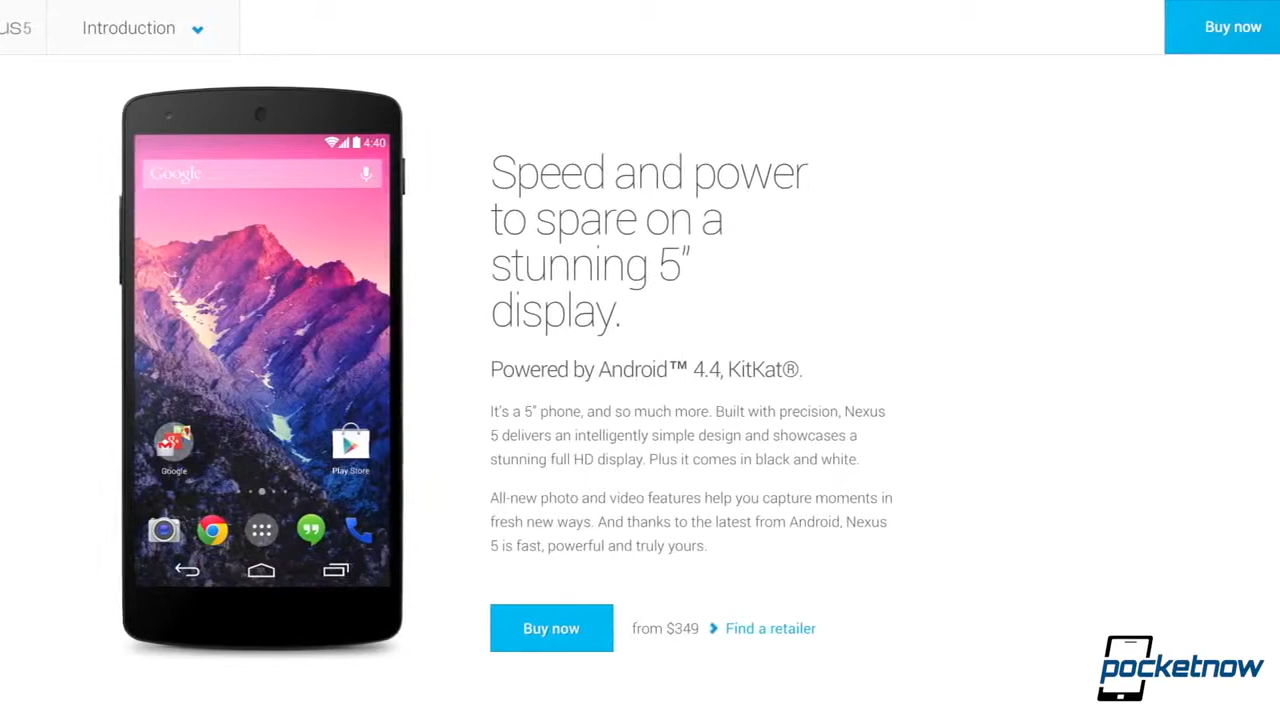 us5
Introduction
Buy now
4:40
Google
Speed and power
to spare on a
stunning 5”
display.
Powered by Android™ 4.4, KitKat®.
It's a 5” phone, and so much more. Built with precision, Nexus
5 delivers an intelligently simple design and showcases a
stunning full HD display. Plus it comes in black and white.
All-new photo and video features help you capture moments in
fresh new ways. And thanks to the latest from Android, Nexus
5 is fast, powerful and truly yours.
Google
Play Store
Buy now
from $349
Find a retailer
pocketnow